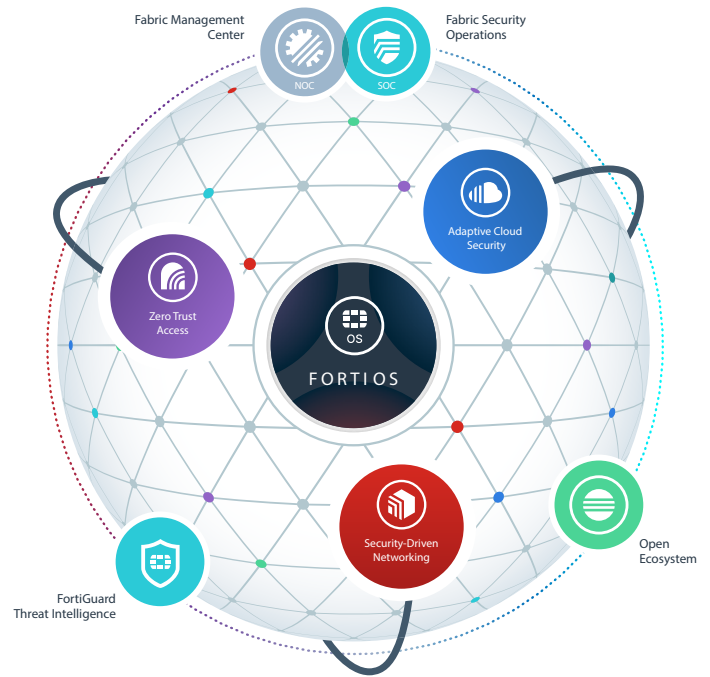 Fabric Management
Center
NOC
SOC
Fabric Security
Operations
Adaptive Cloud
Security
Zero Trust
Access
OS
FORTIOS
Security-Driven
Networking
Open
Ecosystem
FortiGuard
Threat Intelligence